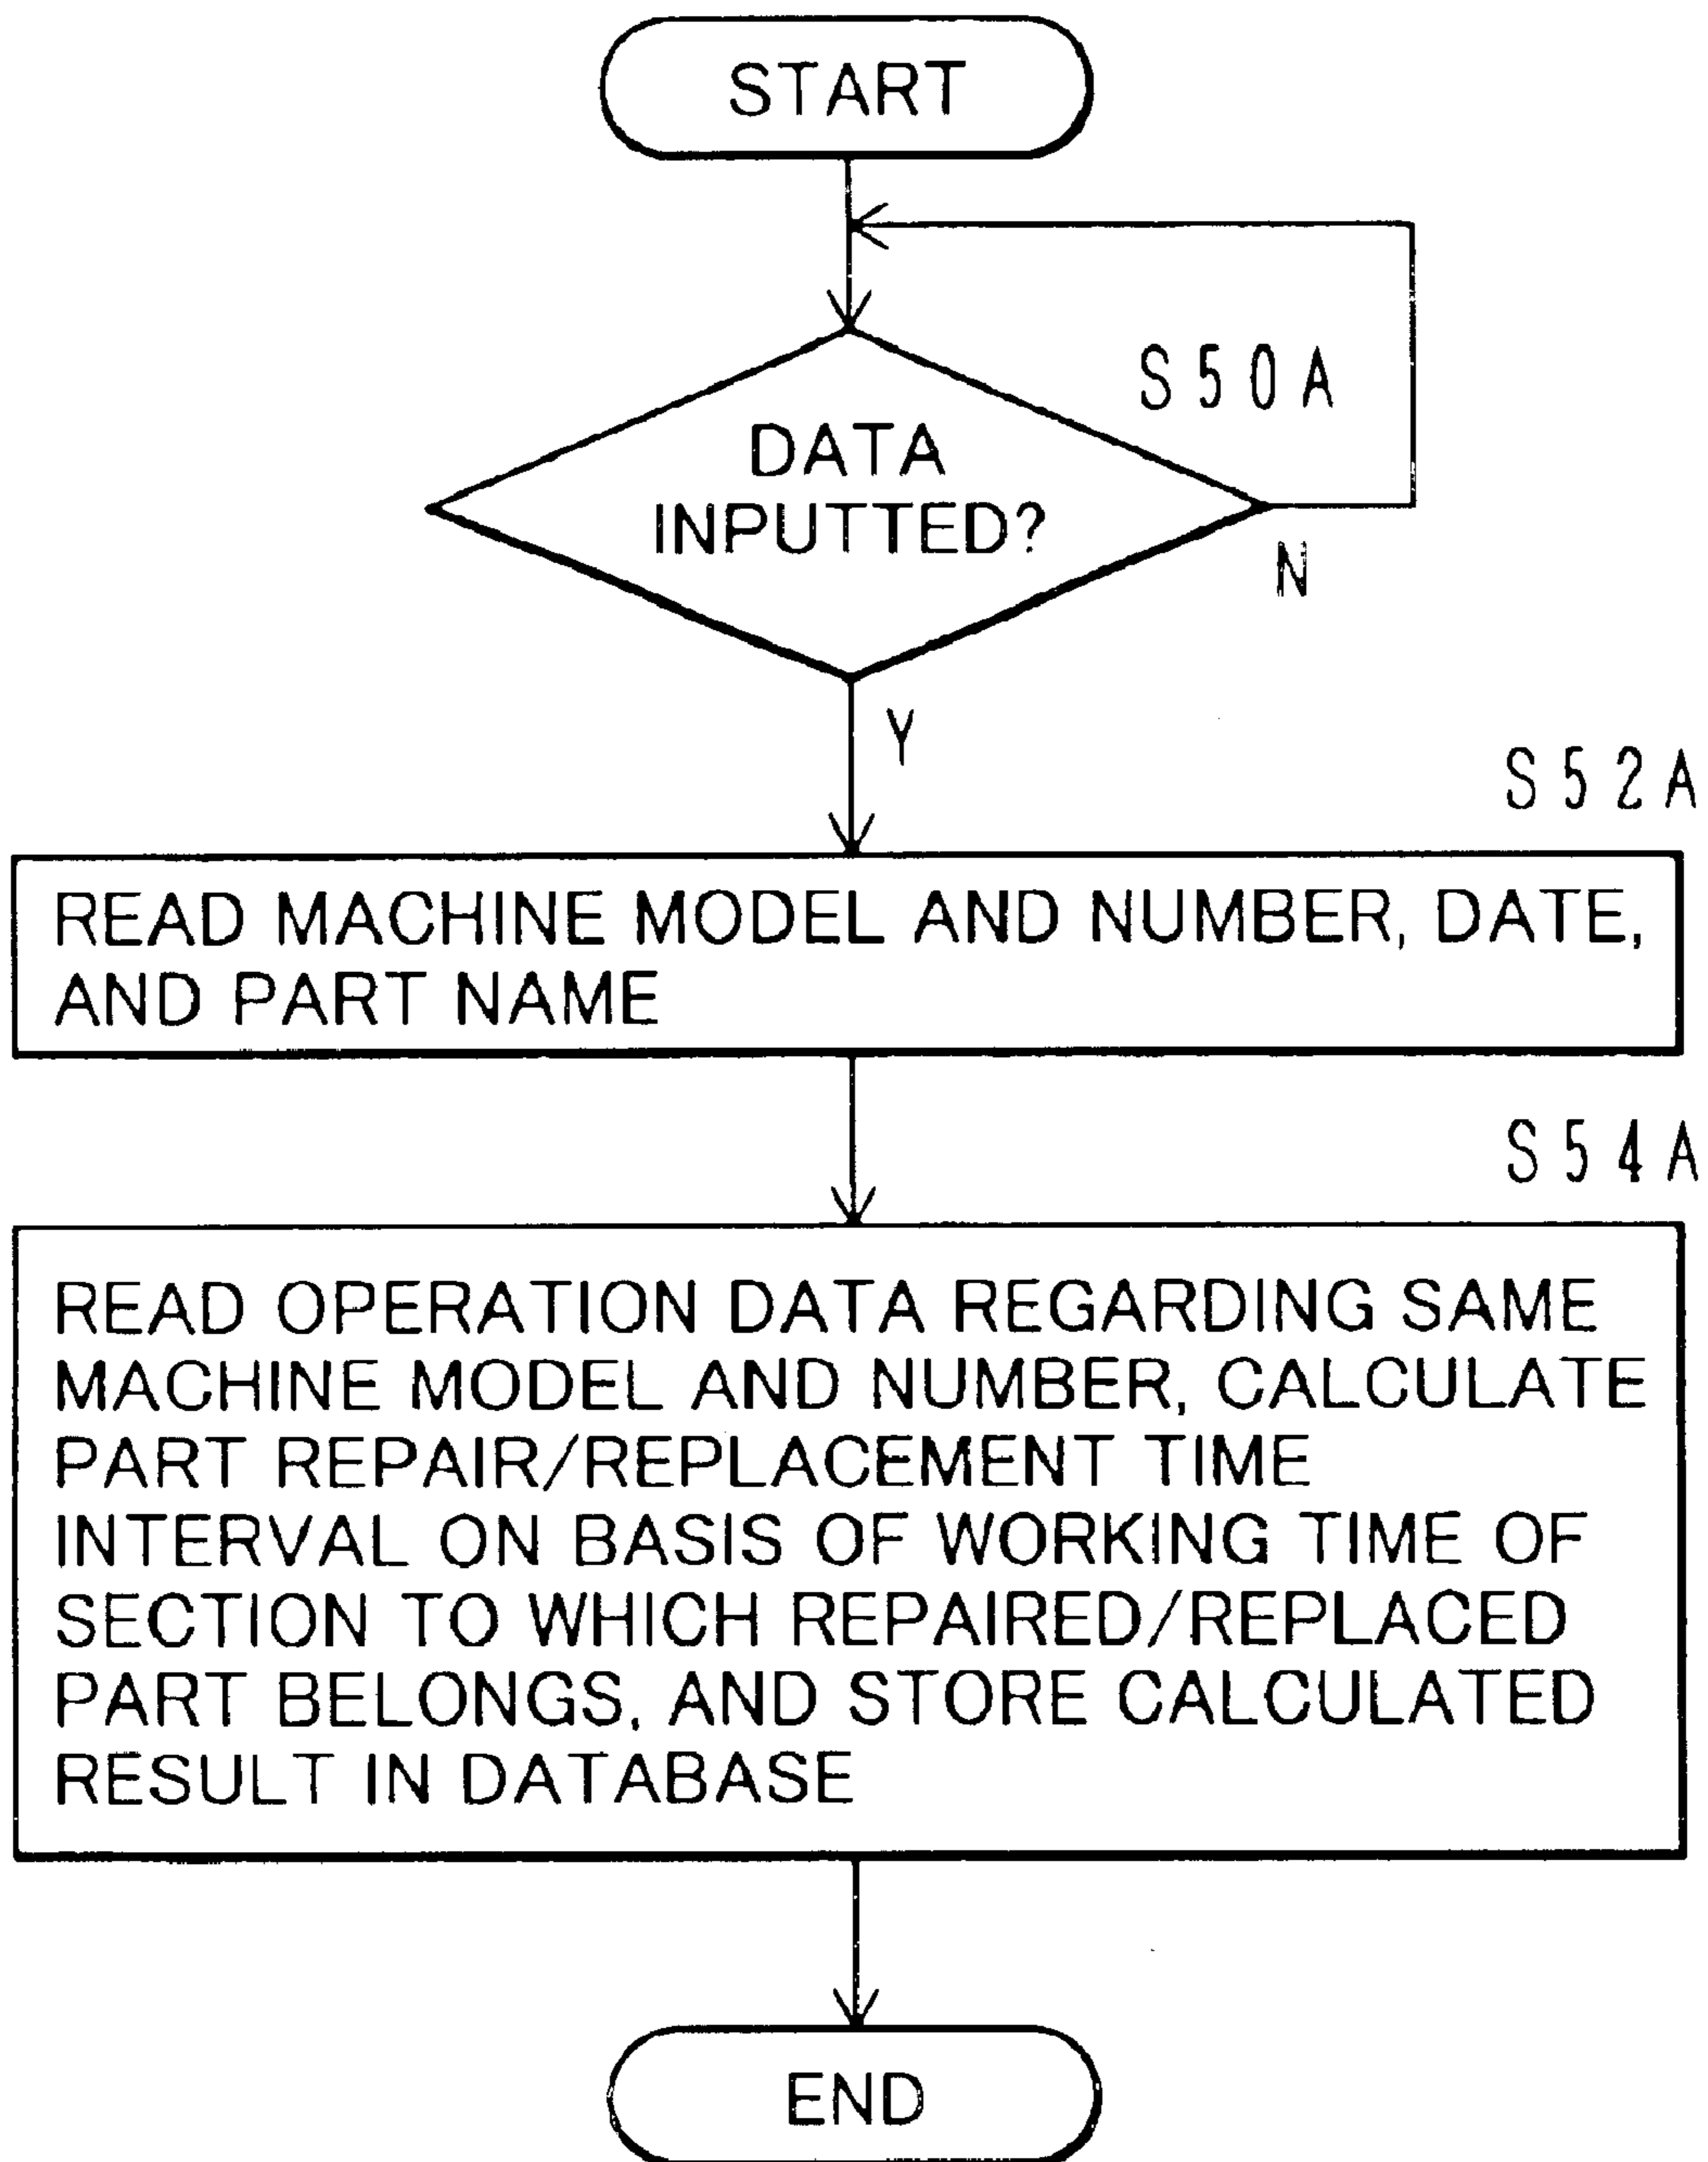 START
S50A
DATA
INPUTTED?
N
Y
S52A
READ MACHINE MODEL AND NUMBER, DATE,
AND PART NAME
S54A
READ OPERATION DATA REGARDING SAME
MACHINE MODEL AND NUMBER, CALCULATE
PART REPAIR/REPLACEMENT TIME
INTERVAL ON BASIS OF WORKING TIME OF
SECTION TO WHICH REPAIRED/REPLACED
PART BELONGS, AND STORE CALCULATED
RESULT IN DATABASE
END